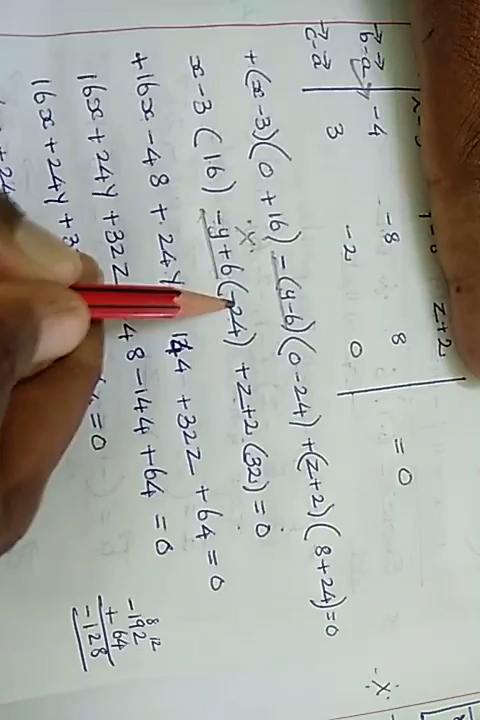 z+2
b-a -4 -8 8 = 0
c-a 3 -2 0
+(x-3)(0+16) -(y-6)(0-24) +(z+2)(8+24)=0
x-3(16) -y+6(-24) +z+2(32)=0
+16x-48+24y 144 +32z+64=0
16x+24y+32z 48-144+64=0
16x+24y+3 =0
8 12
-192
+64
-128